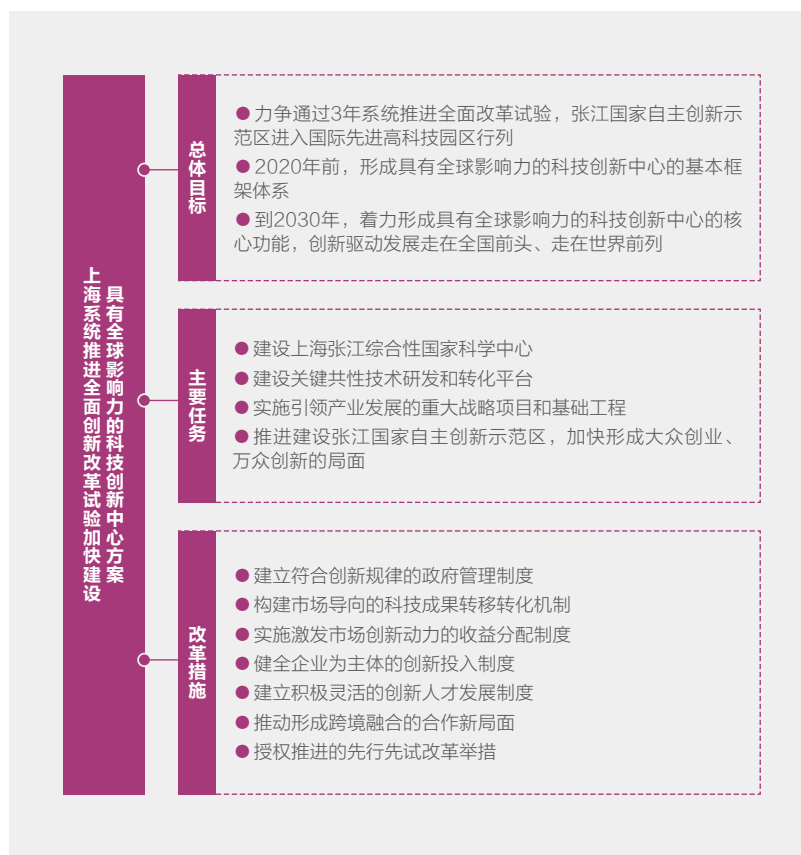 上海系统推进全面创新改革试验加快建设
具有全球影响力的科技创新中心方案
总体目标
●力争通过3年系统推进全面改革试验，张江国家自主创新示
范区进入国际先进高科技园区行列
●2020年前，形成具有全球影响力的科技创新中心的基本框
架体系
●到2030年，着力形成具有全球影响力的科技创新中心的核
心功能，创新驱动发展走在全国前头、走在世界前列
主要任务
●建设上海张江综合性国家科学中心
●建设关键共性技术研发和转化平台
●实施引领产业发展的重大战略项目和基础工程
●推进建设张江国家自主创新示范区，加快形成大众创业、
万众创新的局面
改革措施
●建立符合创新规律的政府管理制度
●构建市场导向的科技成果转移转化机制
●实施激发市场创新动力的收益分配制度
●健全企业为主体的创新投入制度
●建立积极灵活的创新人才发展制度
●推动形成跨境融合的合作新局面
●授权推进的先行先试改革举措